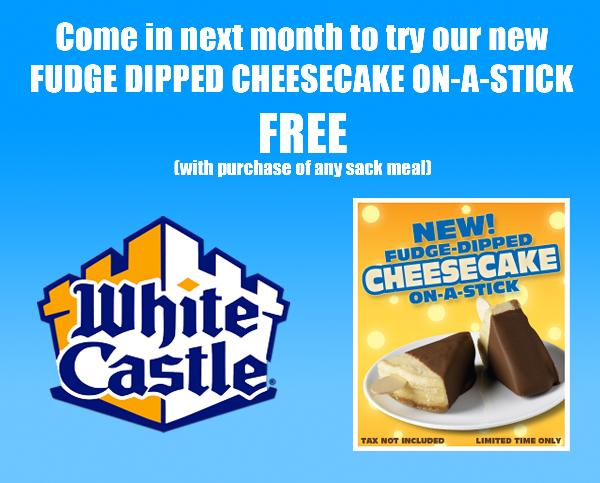 Come in next month to try our new
FUDGE DIPPED CHEESECAKE ON-A-STICK
FREE
(with purchase of any sack meal)
White
Castle®
NEW!
FUDGE-DIPPED
CHEESECAKE
ON-A-STICK
TAX NOT INCLUDED LIMITED TIME ONLY